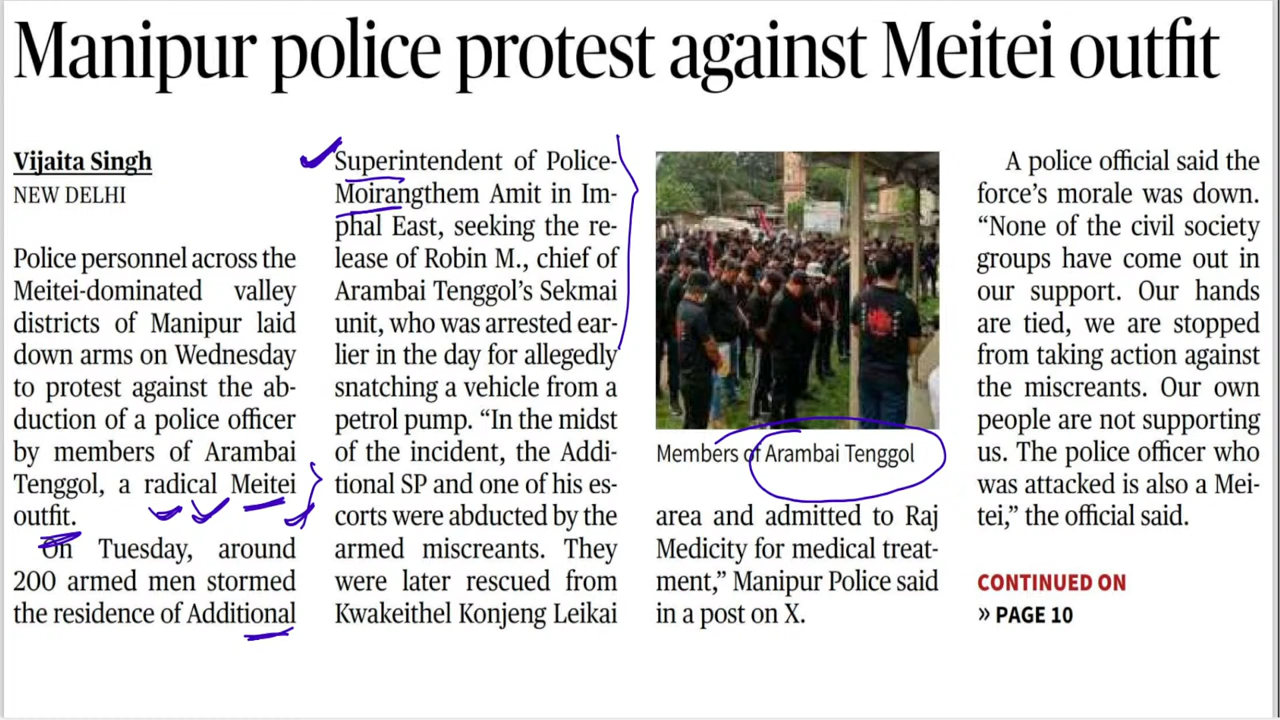 Manipur police protest against Meitei outfit
Vijaita Singh
NEW DELHI
Police personnel across the
Meitei-dominated valley
districts of Manipur laid
down arms on Wednesday
to protest against the ab-
duction of a police officer
by members of Arambai
Tenggol, a radical Meitei
outfit.
On Tuesday, around
200 armed men stormed
the residence of Additional
Superintendent of Police-
Moirangthem Amit in Im-
phal East, seeking the re-
lease of Robin M., chief of
Arambai Tenggol's Sekmai
unit, who was arrested ear-
lier in the day for allegedly
snatching a vehicle from a
petrol pump. “In the midst
of the incident, the Addi-
tional SP and one of his es-
corts were abducted by the
armed miscreants. They
were later rescued from
Kwakeithel Konjeng Leikai
Members of Arambai Tenggol
area and admitted to Raj
Medicity for medical treat-
ment,” Manipur Police said
in a post on X.
A police official said the
force's morale was down.
“None of the civil society
groups have come out in
our support. Our hands
are tied, we are stopped
from taking action against
the miscreants. Our own
people are not supporting
us. The police officer who
was attacked is also a Mei-
tei,” the official said.
CONTINUED ON
» PAGE 10